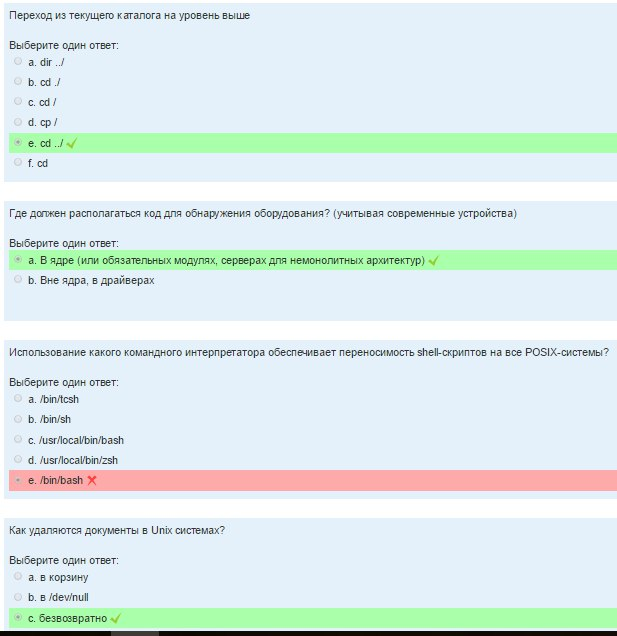 Переход из текущего каталога на уровень выше
Выберите один ответ:
a. dir ../
b. cd ./
c. cd /
d. cp /
e. cd ../
f. cd
Где должен располагаться код для обнаружения оборудования? (учитывая современные устройства)
Выберите один ответ:
a. В ядре (или обязательных модулях, серверах для немонолитных архитектур)
b. Вне ядра, в драйверах
Использование какого командного интерпретатора обеспечивает переносимость shell-скриптов на все POSIX-системы?
Выберите один ответ:
a. /bin/tcsh
b. /bin/sh
c. /usr/local/bin/bash
d. /usr/local/bin/zsh
e. /bin/bash
Как удаляются документы в Unix системах?
Выберите один ответ:
a. в корзину
b. в /dev/null
c. безвозвратно